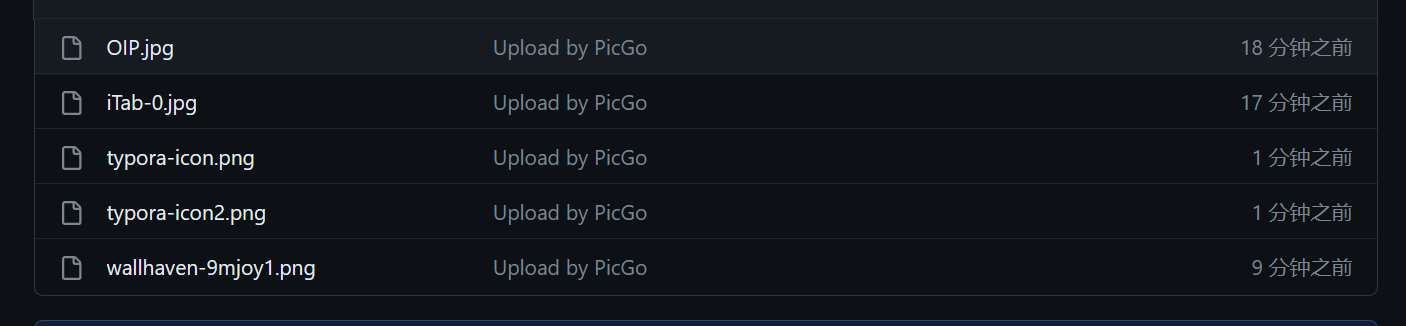 OIP.jpg Upload by PicGo 18 分钟之前
iTab-0.jpg Upload by PicGo 17 分钟之前
typora-icon.png Upload by PicGo 1 分钟之前
typora-icon2.png Upload by PicGo 1 分钟之前
wallhaven-9mjoy1.png Upload by PicGo 9 分钟之前